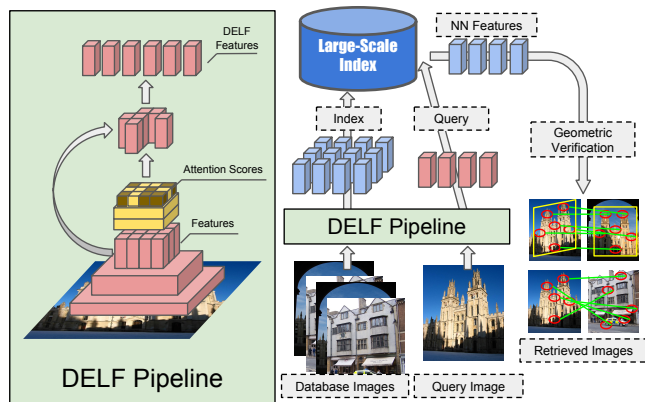 DELF
Features
Attention Scores
Features
DELF Pipeline
Large-Scale
Index
NN Features
Index
Query
Geometric
Verification
DELF Pipeline
Database Images
Query Image
Retrieved Images